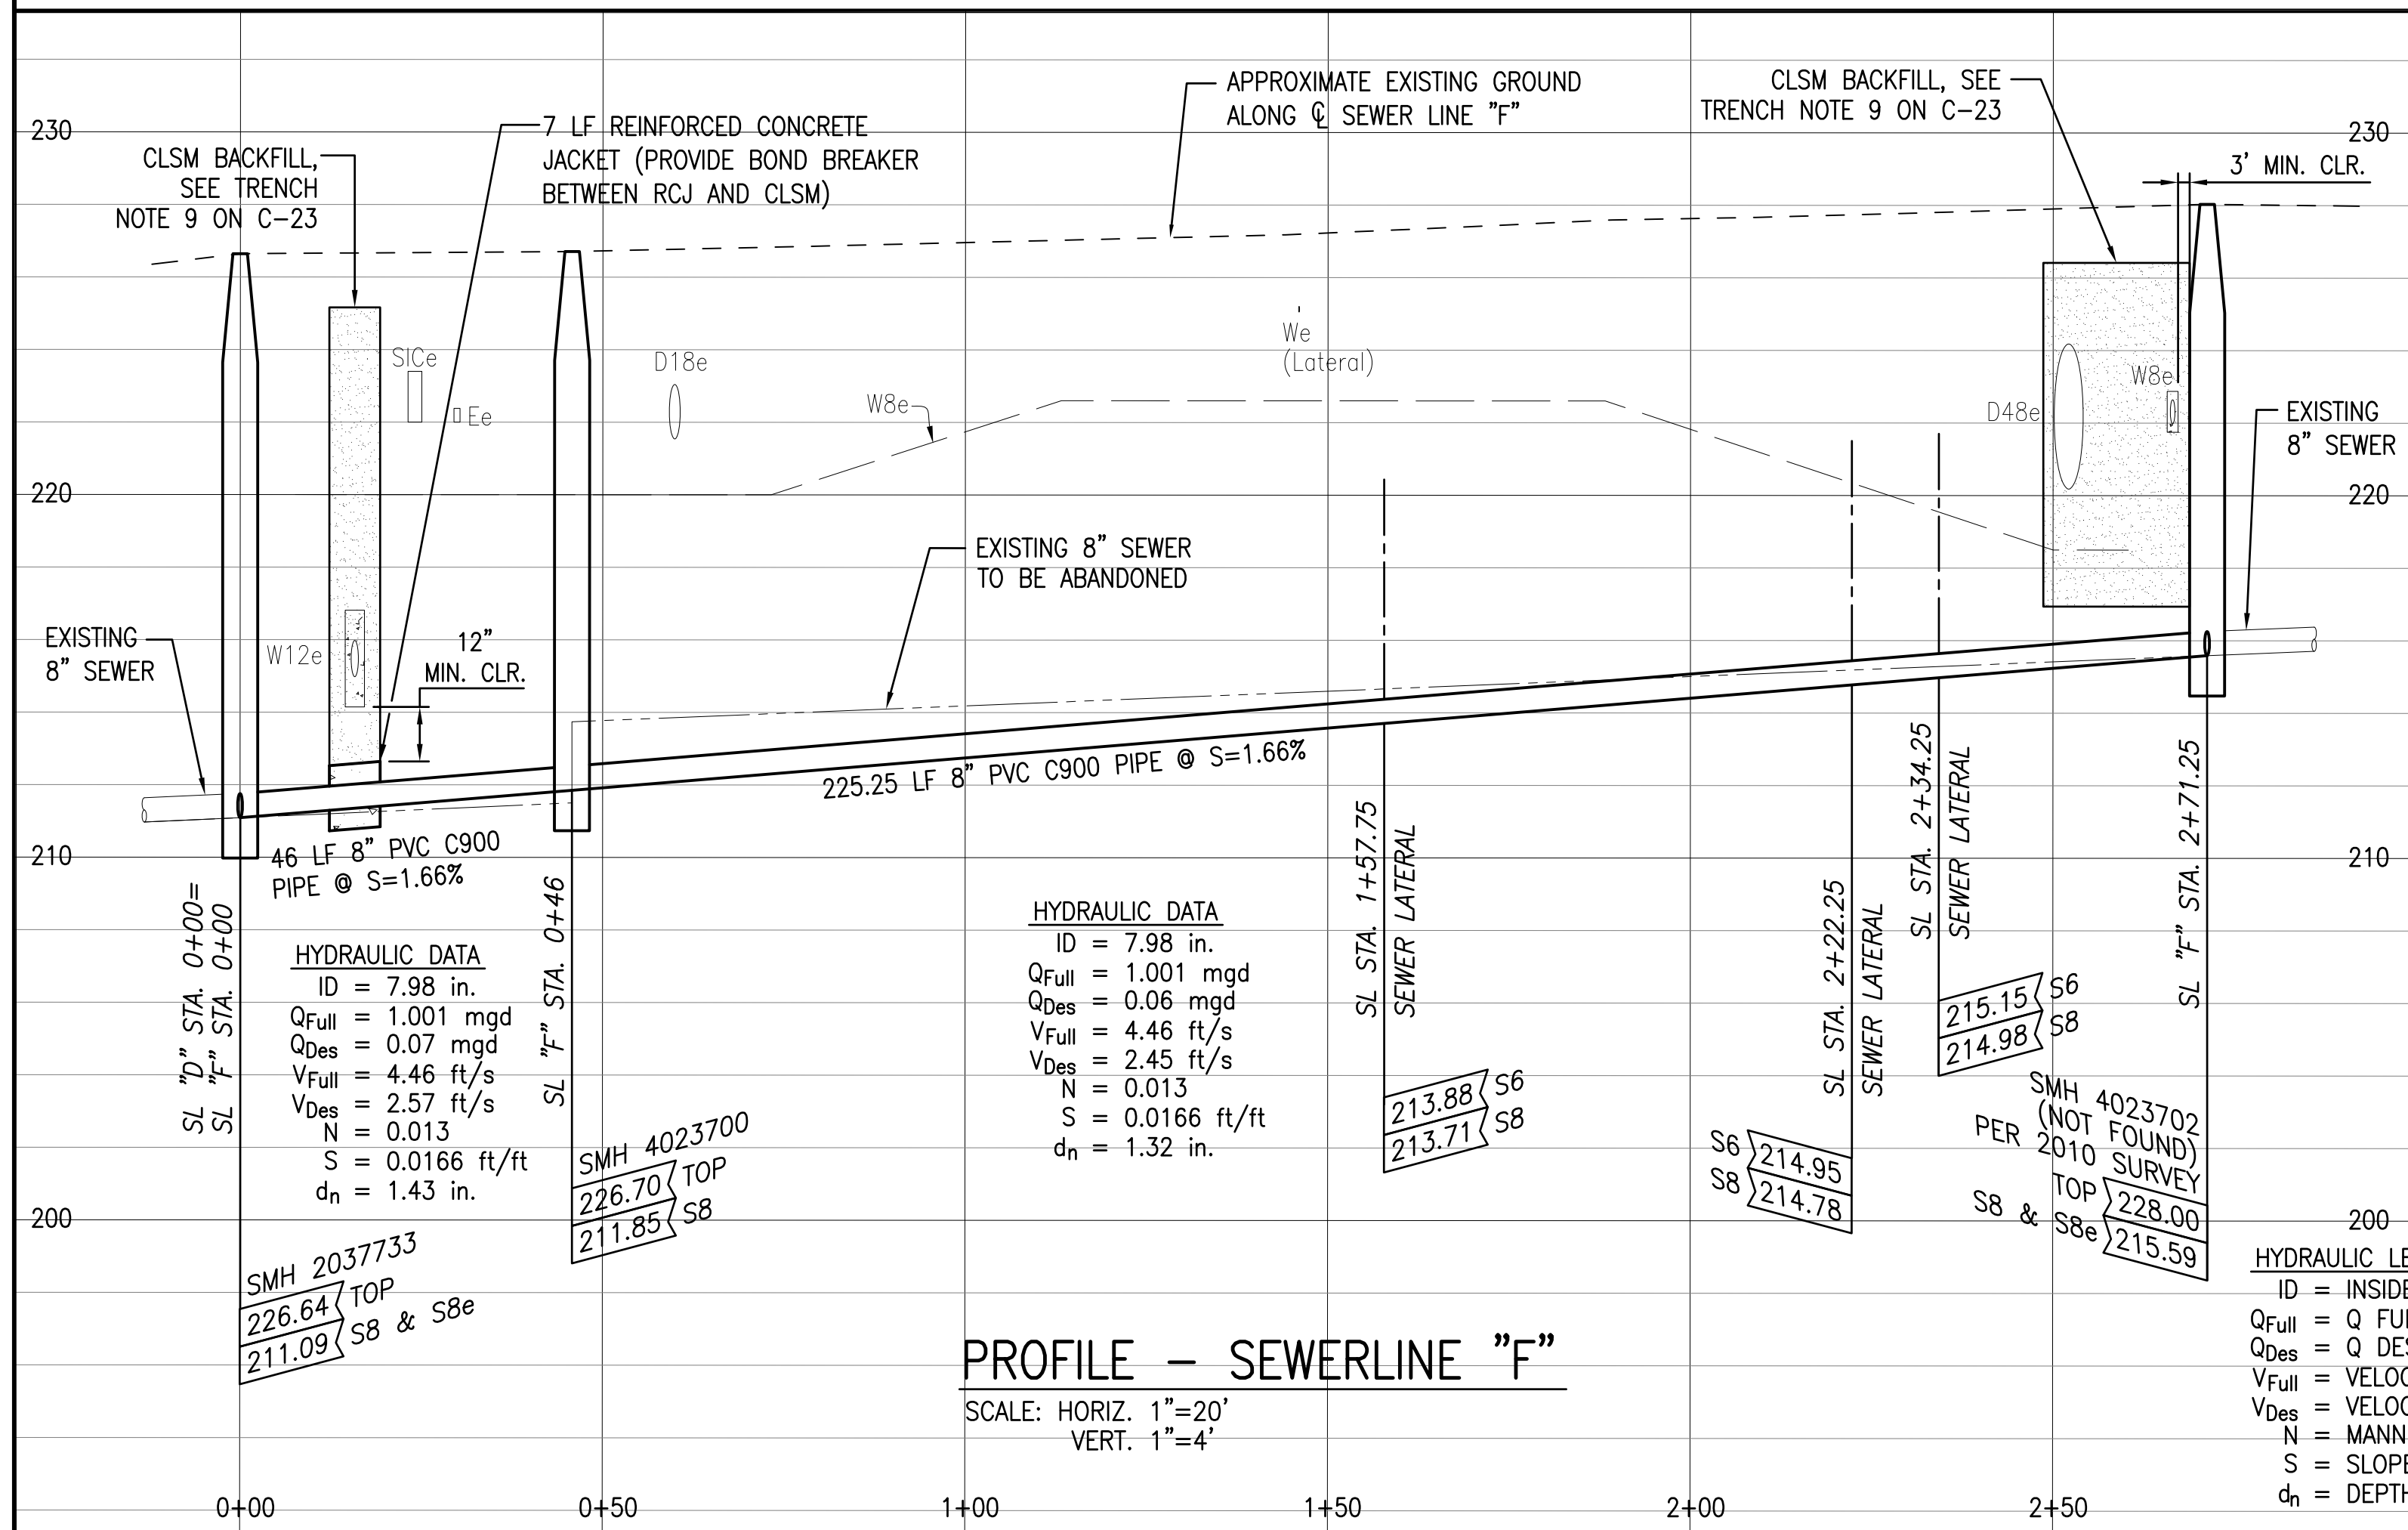 APPROXIMATE EXISTING GROUND
ALONG ℄ SEWER LINE "F"
CLSM BACKFILL, SEE
TRENCH NOTE 9 ON C-23
230
7 LF REINFORCED CONCRETE
JACKET (PROVIDE BOND BREAKER
BETWEEN RCJ AND CLSM)
230
CLSM BACKFILL,
SEE TRENCH
NOTE 9 ON C-23
3' MIN. CLR.
SICe
Ee
D18e
W8e
We
(Lateral)
D48e
W8e
EXISTING
8" SEWER
220
220
EXISTING 8" SEWER
TO BE ABANDONED
EXISTING
8" SEWER
W12e
12"
MIN. CLR.
225.25 LF 8" PVC C900 PIPE @ S=1.66%
46 LF 8" PVC C900
PIPE @ S=1.66%
210
210
SL "D" STA. 0+00=
SL "F" STA. 0+00
HYDRAULIC DATA
ID = 7.98 in.
QFull = 1.001 mgd
QDes = 0.07 mgd
VFull = 4.46 ft/s
VDes = 2.57 ft/s
N = 0.013
S = 0.0166 ft/ft
dn = 1.43 in.
SL "F" STA. 0+46
HYDRAULIC DATA
ID = 7.98 in.
QFull = 1.001 mgd
QDes = 0.06 mgd
VFull = 4.46 ft/s
VDes = 2.45 ft/s
N = 0.013
S = 0.0166 ft/ft
dn = 1.32 in.
SL STA. 1+57.75
SEWER LATERAL
213.88 S6
213.71 S8
SL STA. 2+22.25
SEWER LATERAL
S6 214.95
S8 214.78
SL STA. 2+34.25
SEWER LATERAL
215.15 S6
214.98 S8
SL "F" STA. 2+71.25
SMH 4023702
(NOT FOUND)
PER 2010 SURVEY
TOP 228.00
S8 & S8e 215.59
200
200
SMH 4023700
226.70 TOP
211.85 S8
SMH 2037733
226.64 TOP
211.09 S8 & S8e
HYDRAULIC LE
ID = INSIDE
QFull = Q FUL
QDes = Q DES
VFull = VELOC
VDes = VELOC
N = MANN
S = SLOPE
dn = DEPTH
PROFILE - SEWERLINE "F"
SCALE: HORIZ. 1"=20'
VERT. 1"=4'
0+00
0+50
1+00
1+50
2+00
2+50